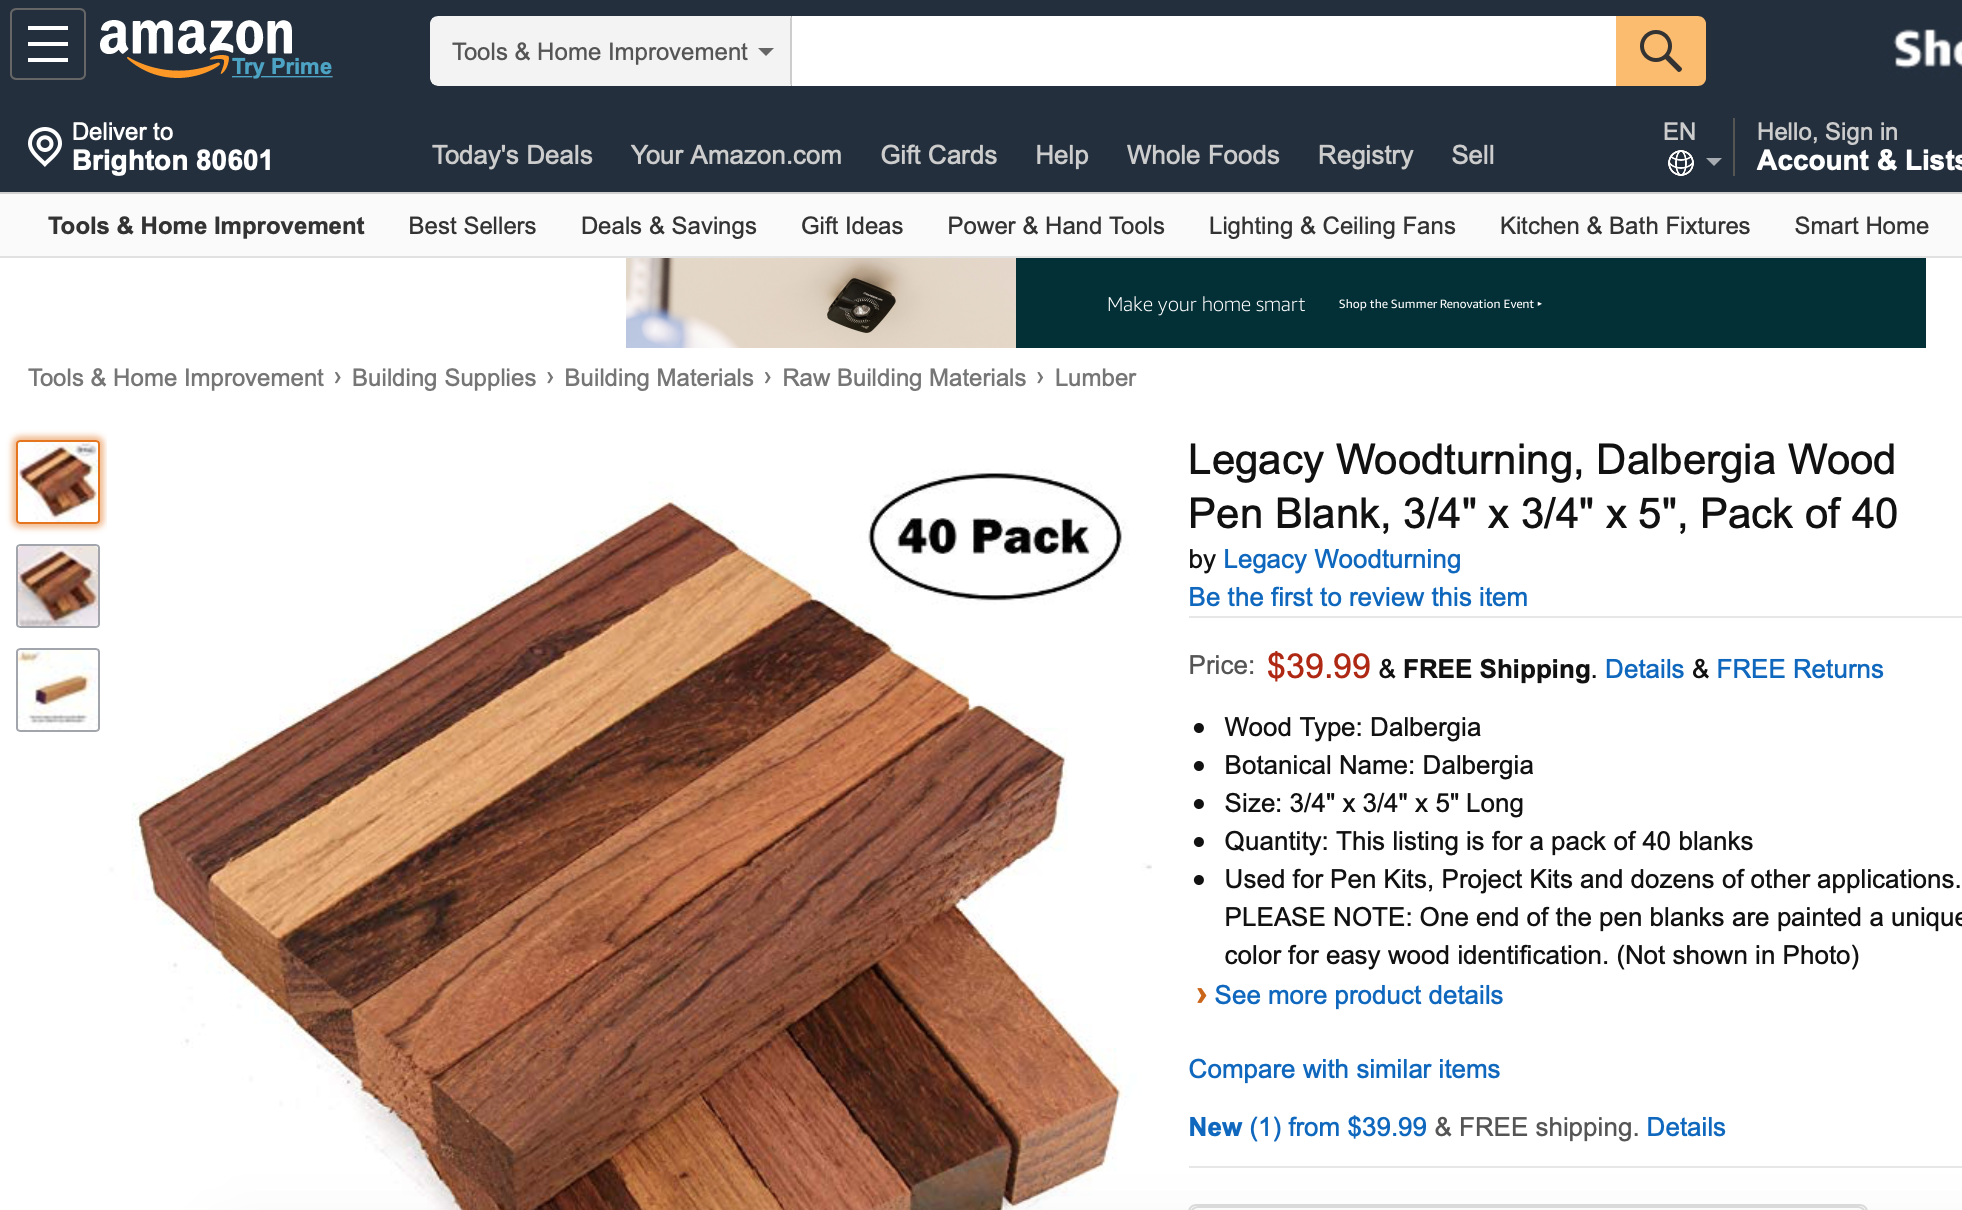 amazon
Try Prime
Tools & Home Improvement
Deliver to
Brighton 80601
Today's Deals
Your Amazon.com
Gift Cards
Help
Whole Foods
Registry
Sell
EN
Hello, Sign in
Account & Lists
Tools & Home Improvement
Best Sellers
Deals & Savings
Gift Ideas
Power & Hand Tools
Lighting & Ceiling Fans
Kitchen & Bath Fixtures
Smart Home
Make your home smart
Shop the Summer Renovation Event ▸
Tools & Home Improvement › Building Supplies › Building Materials › Raw Building Materials › Lumber
40 Pack
Legacy Woodturning, Dalbergia Wood
Pen Blank, 3/4" x 3/4" x 5", Pack of 40
by Legacy Woodturning
Be the first to review this item
Price: $39.99 & FREE Shipping. Details & FREE Returns
• Wood Type: Dalbergia
• Botanical Name: Dalbergia
• Size: 3/4" x 3/4" x 5" Long
• Quantity: This listing is for a pack of 40 blanks
• Used for Pen Kits, Project Kits and dozens of other applications.
PLEASE NOTE: One end of the pen blanks are painted a unique
color for easy wood identification. (Not shown in Photo)
› See more product details
Compare with similar items
New (1) from $39.99 & FREE shipping. Details